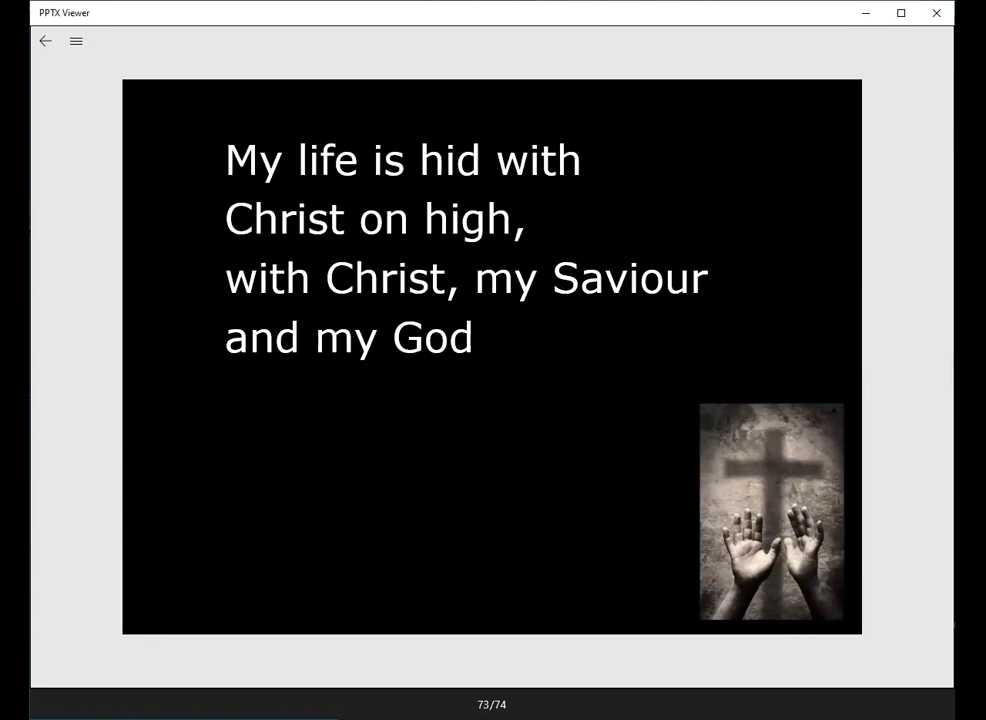 PPTX Viewer
My life is hid with
Christ on high,
with Christ, my Saviour
and my God
73/74